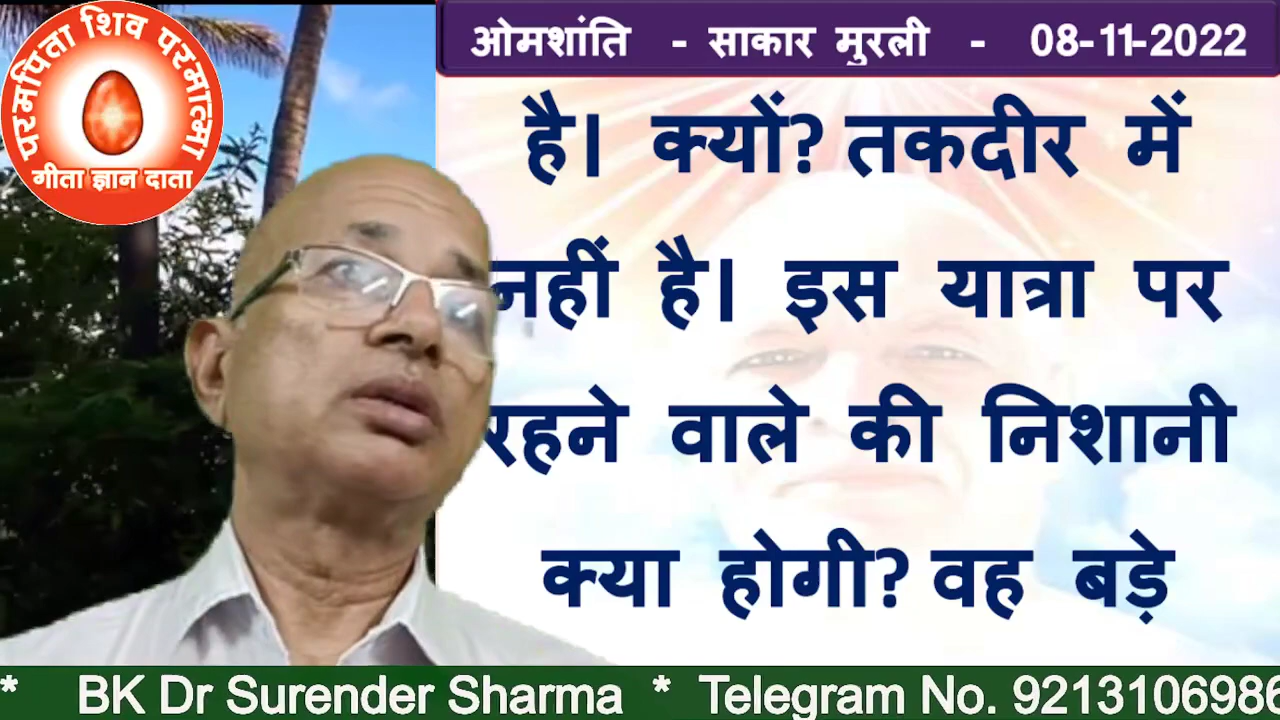 परमपिता शिव परमात्मा
गीता ज्ञान दाता
ओमशांति - साकार मुरली - 08-11-2022
है। क्यों? तकदीर में
नहीं है। इस यात्रा पर
रहने वाले की निशानी
क्या होगी? वह बड़े
* BK Dr Surender Sharma * Telegram No. 9213106986